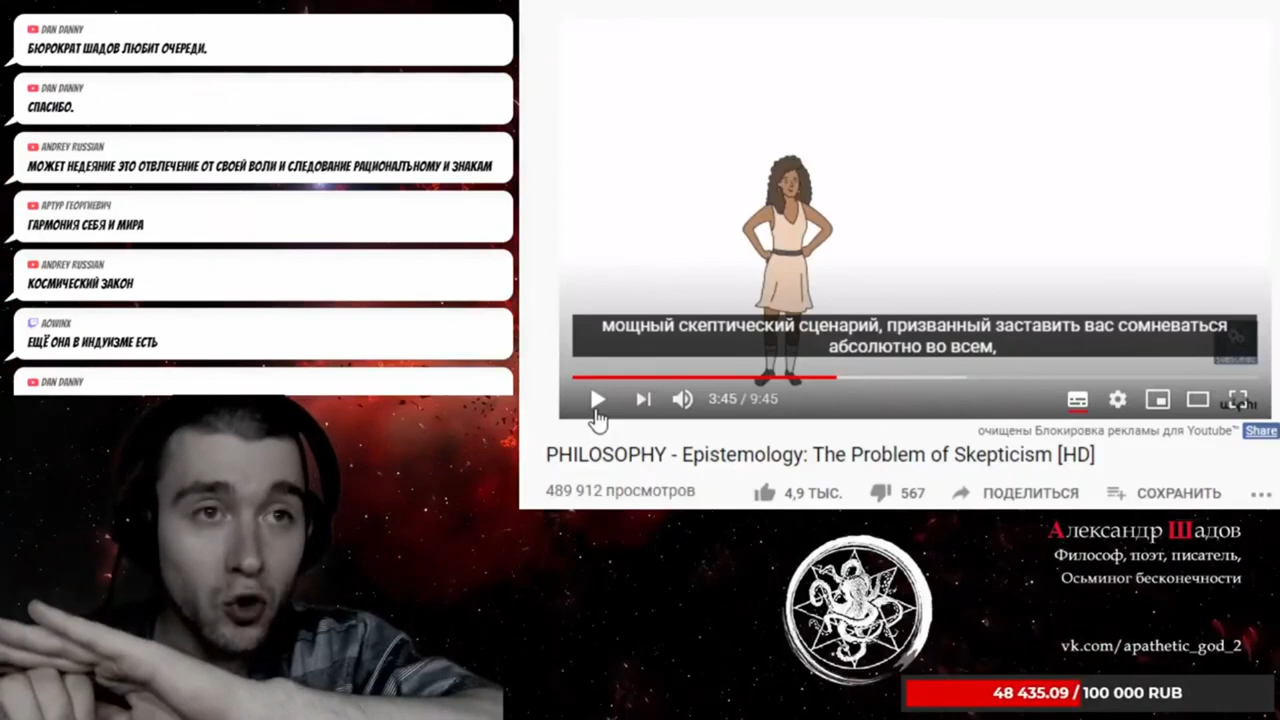 DAN DANNY
БЮРОКРАТ ШАДОВ ЛЮБИТ ОЧЕРЕДИ.
DAN DANNY
СПАСИБО.
ANDREY RUSSIAN
МОЖЕТ НЕДЕЯНИЕ ЭТО ОТВЛЕЧЕНИЕ ОТ СВОЕЙ ВОЛИ И СЛЕДОВАНИЕ РАЦИОНАЛЪНОМУ И ЗНАКАМ
АРТУР ГЕОРГИЕВИЧ
ГАРМОНИЯ СЕБЯ И МИРА
ANDREY RUSSIAN
КОСМИЧЕСКИЙ ЗАКОН
AOWINX
ЕЩЁ ОНА В ИНДУИЗМЕ ЕСТЬ
DAN DANNY
мощный скептический сценарий, призванный заставить вас сомневаться
абсолютно во всем,
3:45 / 9:45
очищены Блокировка рекламы для Youtube™ Share
PHILOSOPHY - Epistemology: The Problem of Skepticism [HD]
489 912 просмотров
4,9 ТЫС. 567 ПОДЕЛИТЬСЯ СОХРАНИТЬ
Александр Шадов
Философ, поэт, писатель,
Осьминог бесконечности
vk.com/apathetic_god_2
48 435.09 / 100 000 RUB